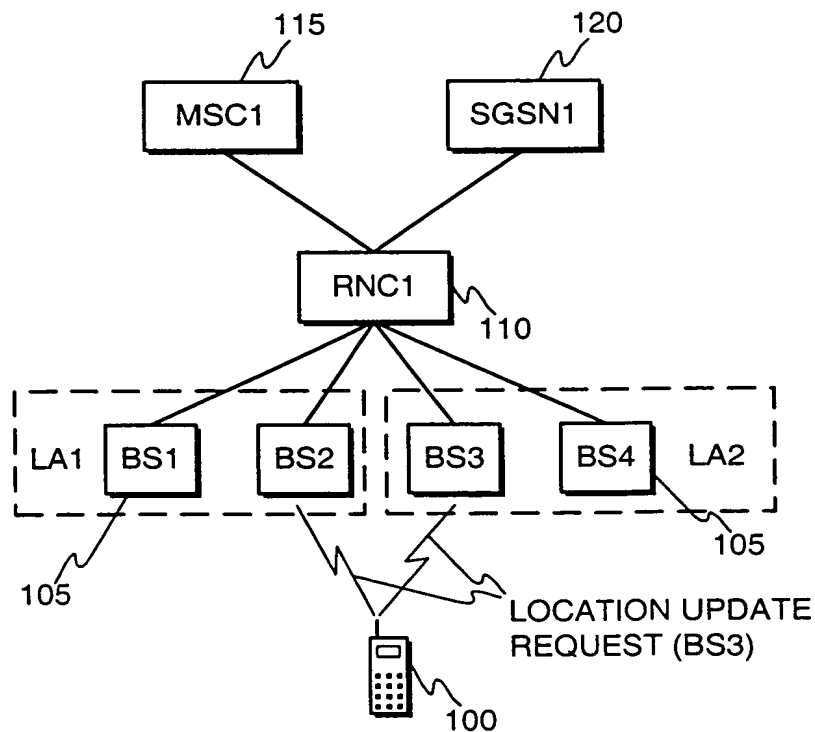 115
120
MSC1
SGSN1
RNC1
110
LA1
BS1
BS2
BS3
BS4
LA2
105
105
LOCATION UPDATE
REQUEST (BS3)
100